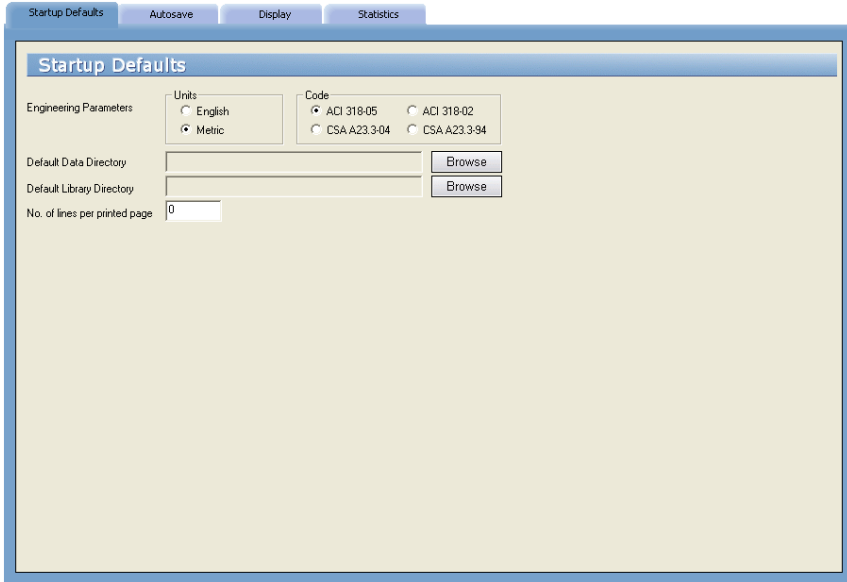 Startup Defaults Autosave Display Statistics
Startup Defaults
Units Code
Engineering Parameters English ACI 318-05 ACI 318-02
Metric CSA A23.3-04 CSA A23.3-94
Default Data Directory Browse
Default Library Directory Browse
No. of lines per printed page 0